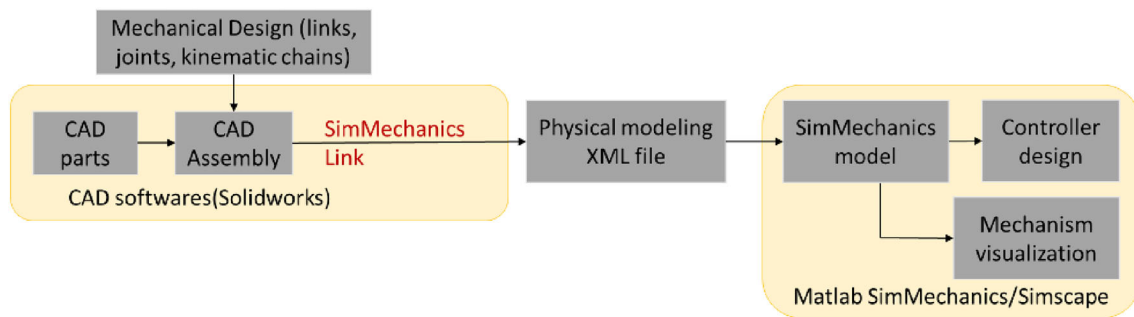 Mechanical Design (links,
joints, kinematic chains)
CAD
parts
CAD
Assembly
SimMechanics
Link
CAD softwares(Solidworks)
Physical modeling
XML file
SimMechanics
model
Controller
design
Mechanism
visualization
Matlab SimMechanics/Simscape